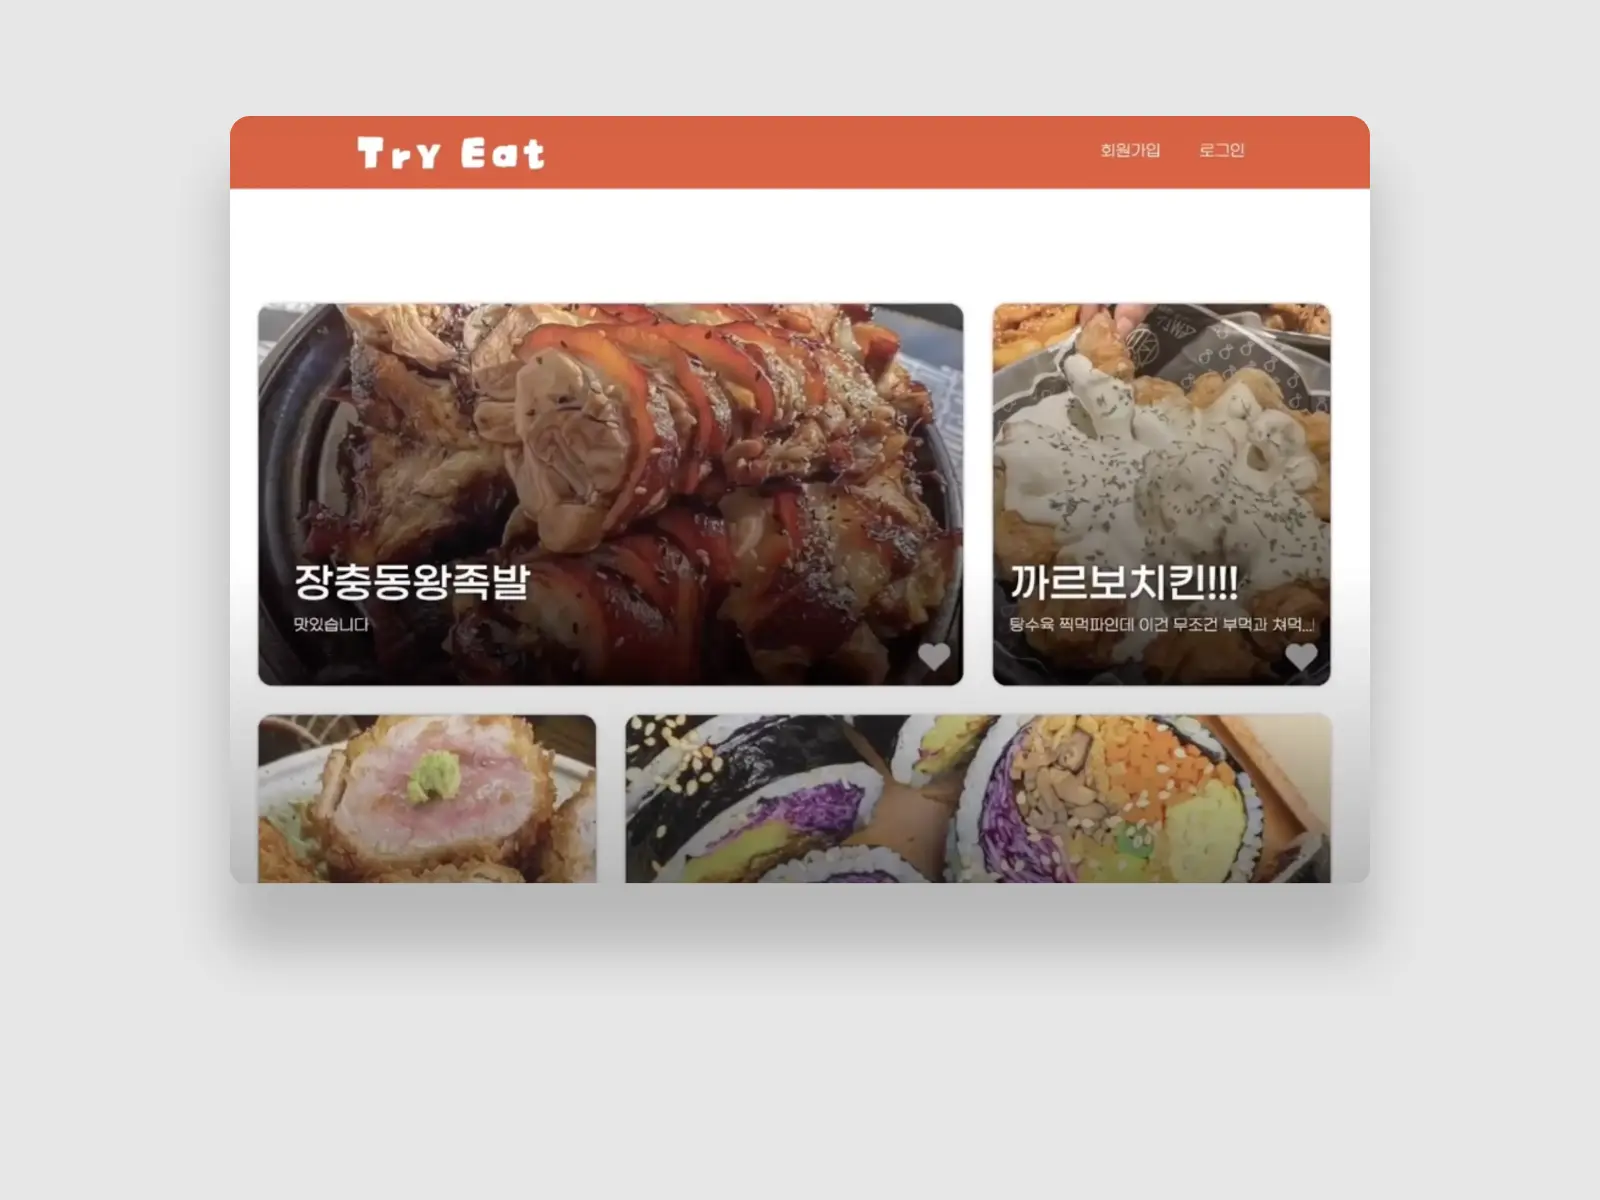 Try Eat
회원가입 로그인
장충동왕족발
맛있습니다
까르보치킨!!!
탕수육 찍먹파인데 이건 무조건 부먹과 쳐먹...